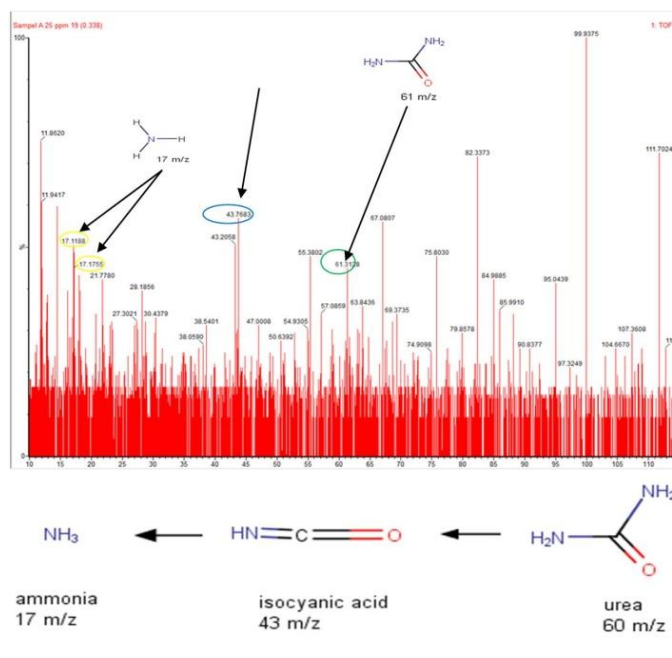 Sampel A 25 ppm 19 (0.338)
1: TOF
100
99.9375
NH₂
H₂N
O
61 m/z
11.8620
H
N
H
H
17 m/z
82.3373
111.7024
11.9417
43.7683
67.0807
17.1188
%
43.2058
55.3802
61.3128
75.8030
17.1755
21.7780
84.9885
95.0439
28.1856
57.0859
63.8436
85.9910
27.3021
30.4379
38.5401
47.0008
54.9305
69.3735
38.0590
50.6392
74.9098
79.8578
90.8377
107.3608
104.6670
97.3249
0
10 15 20 25 30 35 40 45 50 55 60 65 70 75 80 85 90 95 100 105 110
NH₃
HN
C
O
H₂N
NH₂
O
ammonia
17 m/z
isocyanic acid
43 m/z
urea
60 m/z